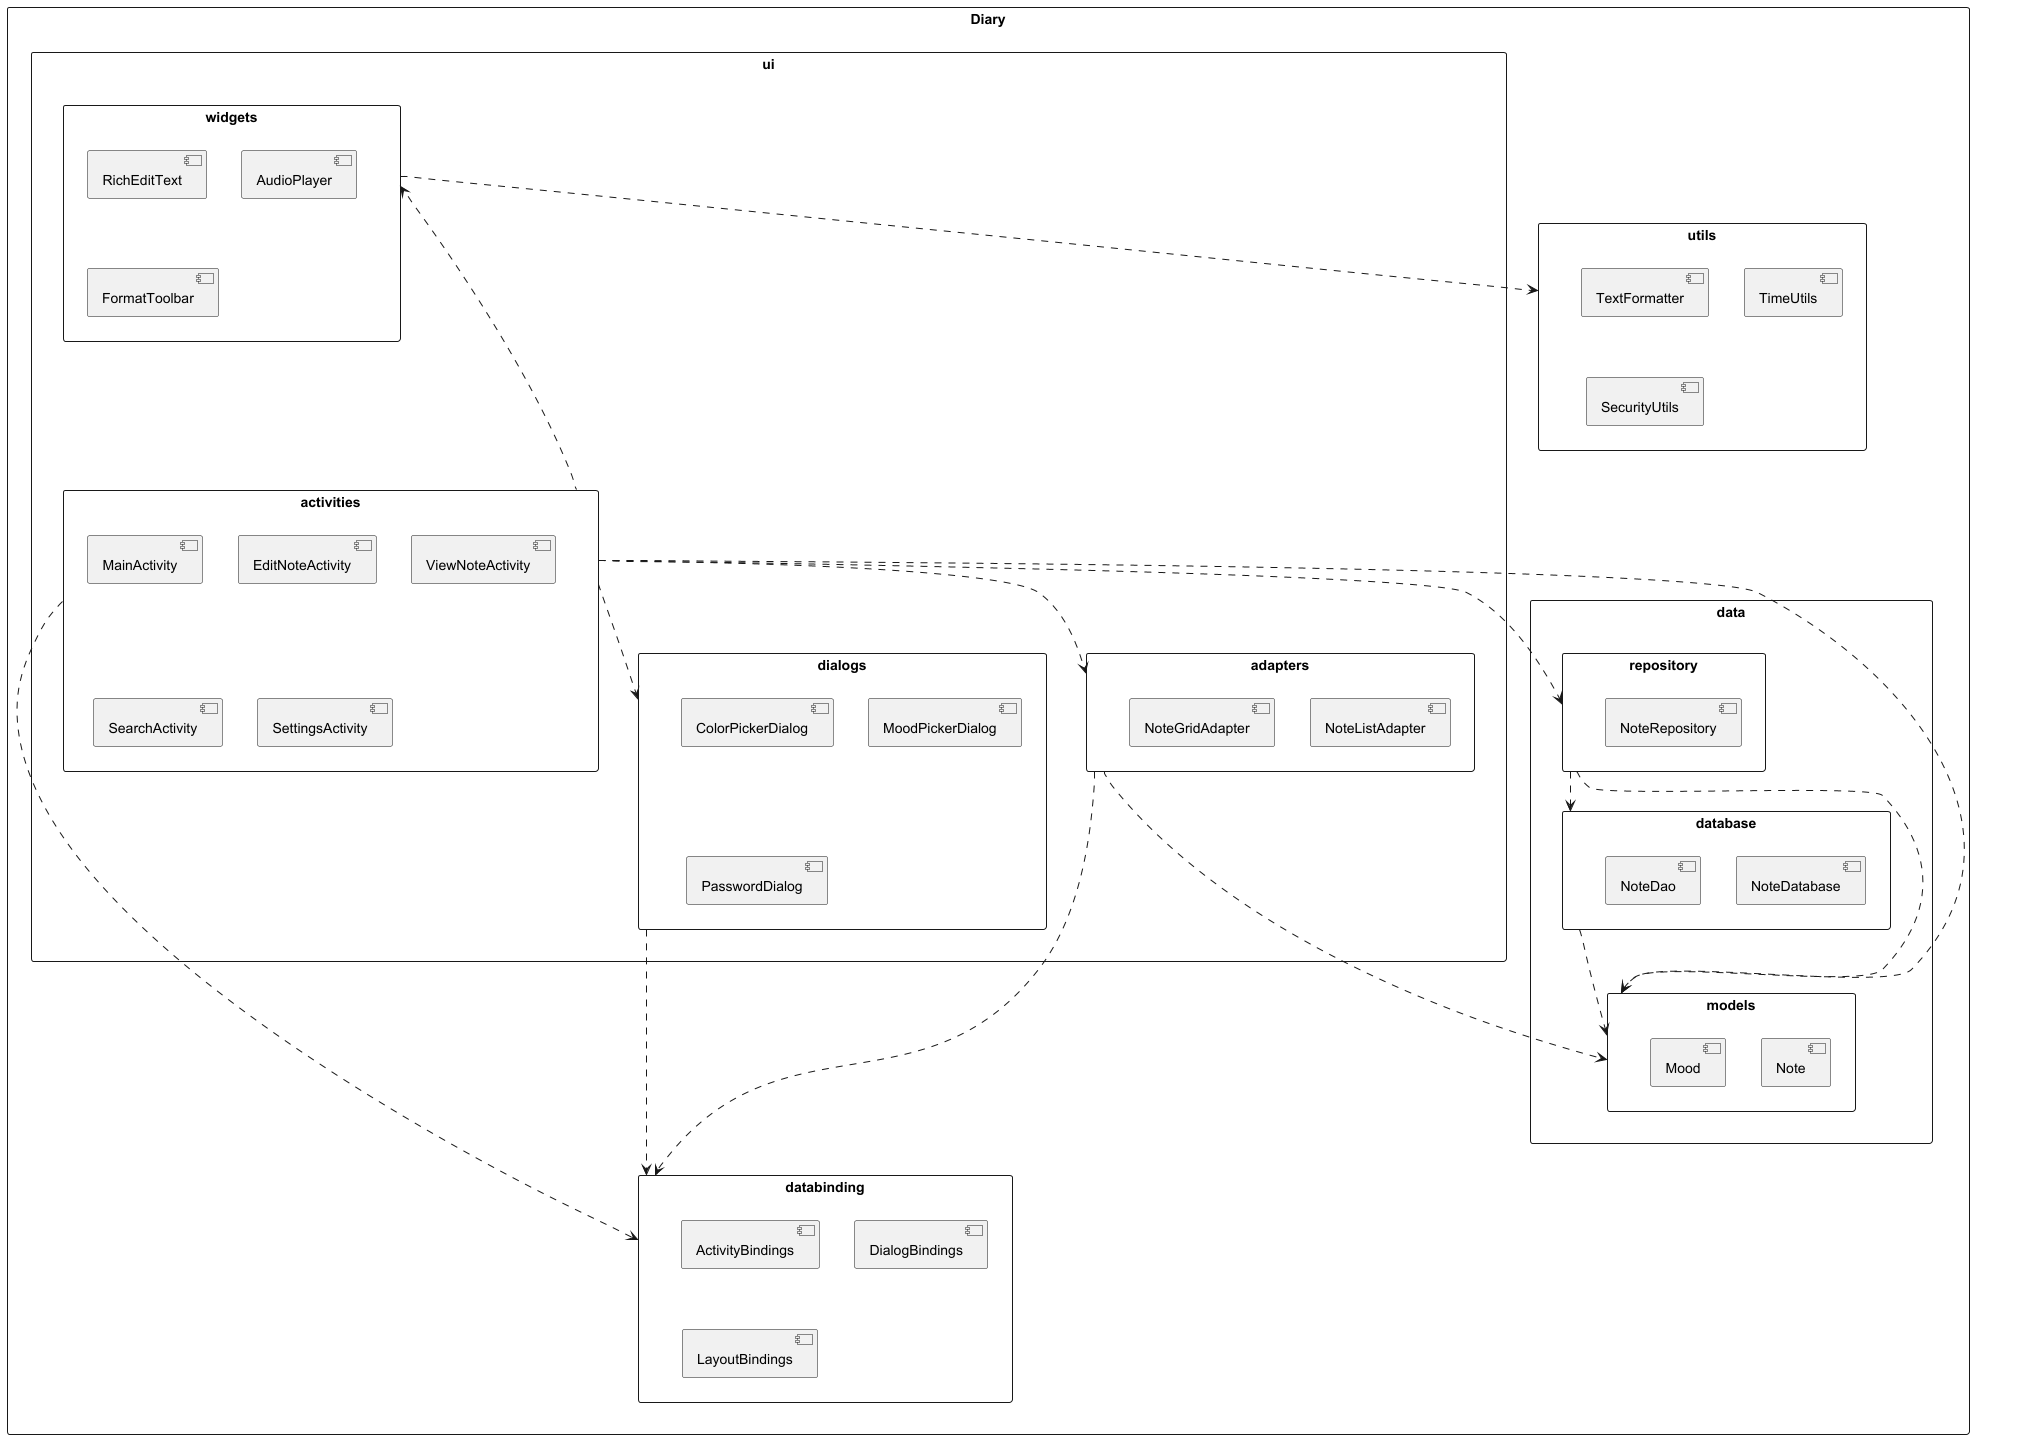 Diary
ui
widgets
RichEditText
AudioPlayer
FormatToolbar
utils
TextFormatter
TimeUtils
SecurityUtils
activities
MainActivity
EditNoteActivity
ViewNoteActivity
SearchActivity
SettingsActivity
dialogs
ColorPickerDialog
MoodPickerDialog
PasswordDialog
adapters
NoteGridAdapter
NoteListAdapter
data
repository
NoteRepository
database
NoteDao
NoteDatabase
models
Mood
Note
databinding
ActivityBindings
DialogBindings
LayoutBindings